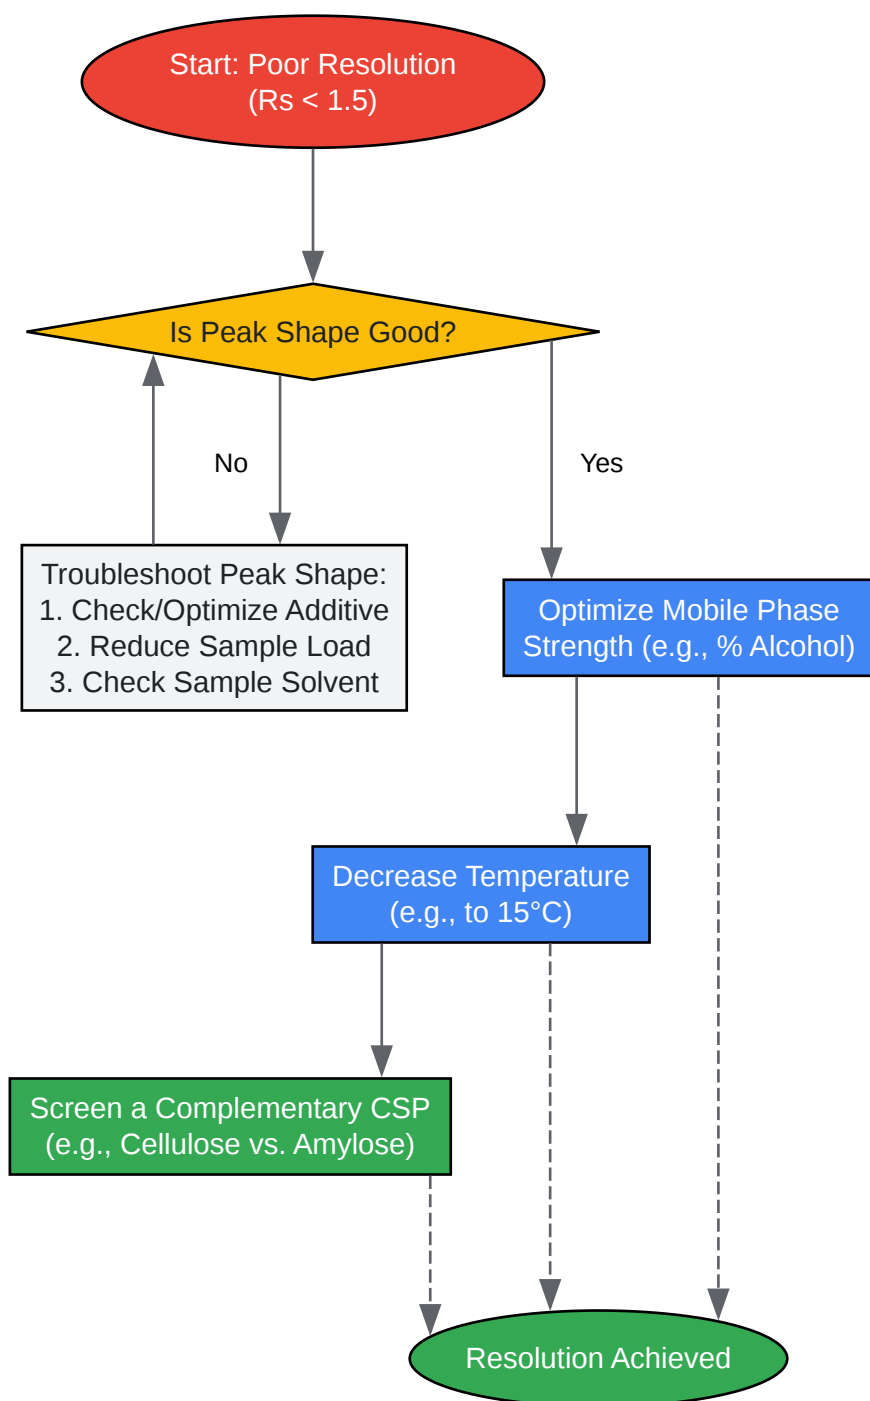 Start: Poor Resolution
(Rs < 1.5)
Is Peak Shape Good?
No
Yes
Troubleshoot Peak Shape:
1. Check/Optimize Additive
2. Reduce Sample Load
3. Check Sample Solvent
Optimize Mobile Phase
Strength (e.g., % Alcohol)
Decrease Temperature
(e.g., to 15°C)
Screen a Complementary CSP
(e.g., Cellulose vs. Amylose)
Resolution Achieved